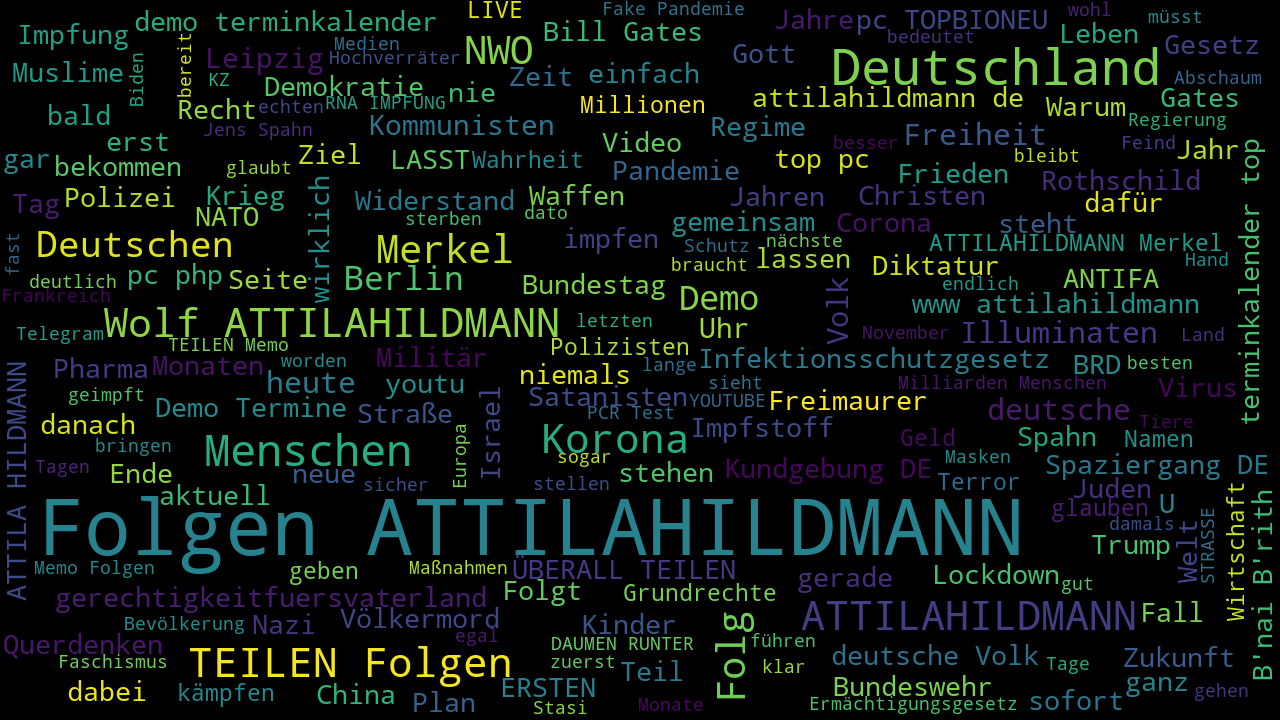 LIVE
Fake Pandemie
wohl
Impfung
demo terminkalender
Jahre
pc TOPBIONEU
müsst
Medien
Hochverräter
NWO
Bill Gates
bedeutet
Leben
Gesetz
Muslime
Biden
bereit
Leipzig
KZ
Demokratie
nie
Zeit
einfach
Gott
Deutschland
Abschaum
bald
Recht
echten
RNA IMPFUNG
Millionen
attilahildmann de
Warum
Gates
Regierung
Jens Spahn
Kommunisten
Regime
erst
Video
besser
Freiheit
Feind
Jahr
gar
bekommen
glaubt
Ziel
LASST
Wahrheit
Pandemie
top pc
bleibt
Frieden
Rothschild
Tag
Polizei
Krieg
wirklich
Widerstand
Waffen
Jahren
Christen
dafür
NATO
sterben
dato
gemeinsam
Corona
steht
terminkalender top
fast
Deutschen
Merkel
impfen
Schutz
nächste
ATTILAHILDMANN Merkel
Hand
deutlich
pc php
Seite
Berlin
braucht
lassen
Diktatur
ANTIFA
Frankreich
Bundestag
Demo
endlich
www attilahildmann
Telegram
Wolf ATTILAHILDMANN
letzten
Uhr
Volk
November
Illuminaten
Land
TEILEN Memo
Polizisten
Pharma
Monaten
worden
Militär
lange
Infektionsschutzgesetz
BRD
besten
geimpft
heute
youtu
niemals
sieht
Milliarden Menschen
Virus
ATTILA HILDMANN
Demo Termine
Straße
Israel
Satanisten
YOUTUBE
Freimaurer
deutsche
PCR Test
Tiere
danach
bringen
Menschen
Europa
Korona
Impfstoff
Geld
Spahn
Namen
Tagen
Ende
neue
sogar
Masken
sicher
stehen
Kundgebung DE
Spaziergang DE
aktuell
stellen
Terror
Juden
Folgen ATTILAHILDMANN
glauben
U
damals
Welt
STRASSE
Wirtschaft
B'nai B'rith
Trump
Memo Folgen
geben
Maßnahmen
ÜBERALL TEILEN
gerade
Lockdown
gut
gerechtigkeitfuersvaterland
Folgt
Grundrechte
Bevölkerung
Nazi
Völkermord
Kinder
Folg
ATTILAHILDMANN
Fall
Querdenken
egal
DAUMEN RUNTER
führen
Faschismus
TEILEN Folgen
zuerst
Teil
klar
deutsche Volk
Tage
Zukunft
dabei
kämpfen
China
Plan
ERSTEN
Bundeswehr
ganz
gehen
Stasi
Monate
Ermächtigungsgesetz
sofort